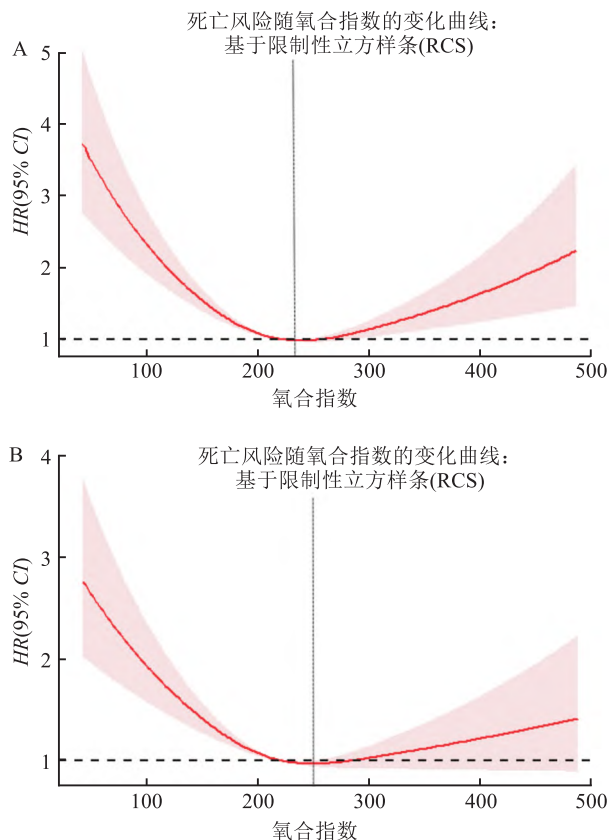 死亡风险随氧合指数的变化曲线：
基于限制性立方样条(RCS)
A
5
4
3
2
1
HR(95% CI)
100 200 300 400 500
氧合指数
B
死亡风险随氧合指数的变化曲线：
基于限制性立方样条(RCS)
4
3
2
1
HR(95% CI)
100 200 300 400 500
氧合指数